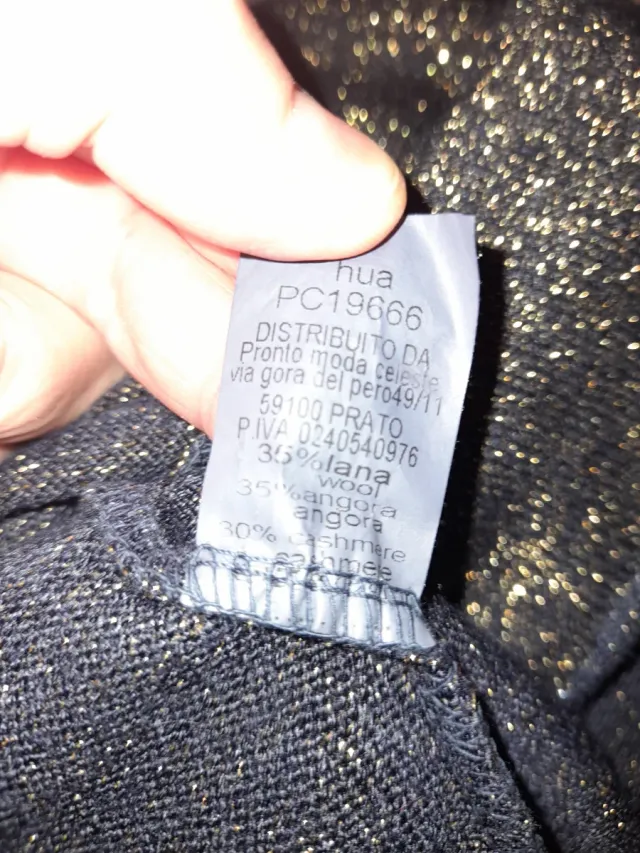 hua
PC19666
DISTRIBUITO DA
Pronto moda celeste
via gora del pero49/11
59100 PRATO
P.IVA 0240540976
35%lana
wool
35%angora
angora
30% cashmere
cashmere